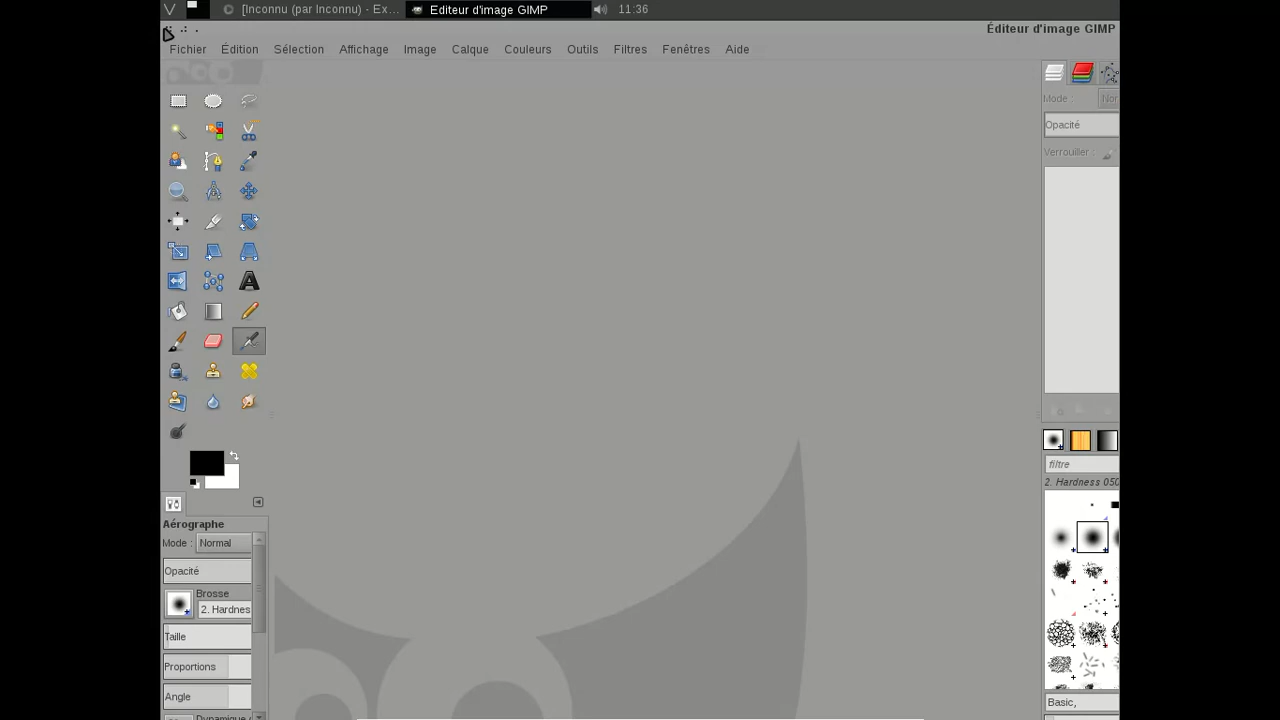 [Inconnu (par Inconnu) - Ex... Editeur d'image GIMP 11:36
Éditeur d'image GIMP
Fichier Édition Sélection Affichage Image Calque Couleurs Outils Filtres Fenêtres Aide
Mode : Nor
Opacité
Verrouiller :
filtre
2. Hardness 050
Basic,
Aérographe
Mode : Normal
Opacité
Brosse
2. Hardnes
Taille
Proportions
Angle
Dynamique